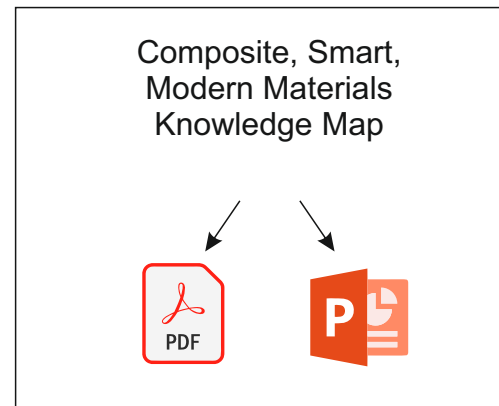 Composite, Smart,
Modern Materials
Knowledge Map
PDF
P